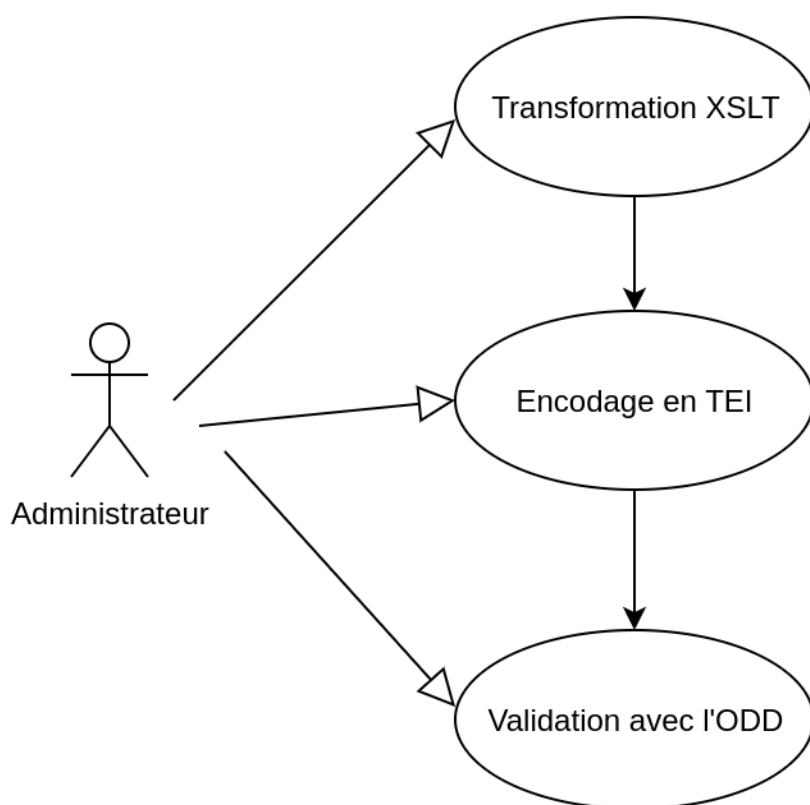 Transformation XSLT
Encodage en TEI
Administrateur
Validation avec l'ODD